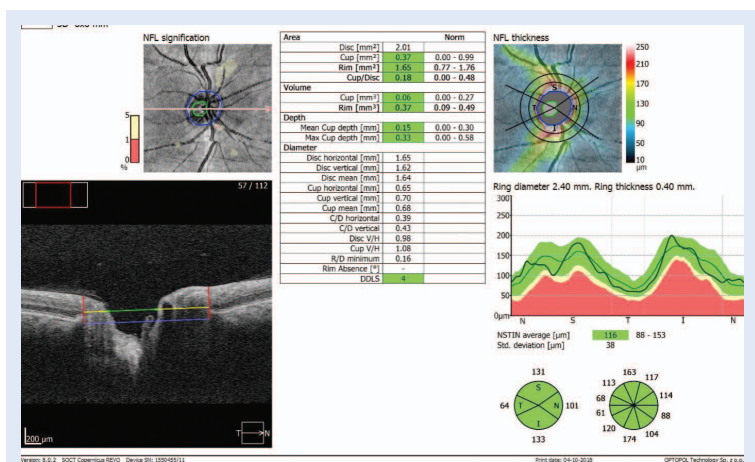 3D 6x6 mm
NFL signification
5
1
0
%
57 / 112
200 µm
T N
Area Norm
Disc [mm²] 2.01
Cup [mm²] 0.37 0.00 - 0.99
Rim [mm²] 1.65 0.77 - 1.76
Cup/Disc 0.18 0.00 - 0.48
Volume
Cup [mm³] 0.06 0.00 - 0.27
Rim [mm³] 0.37 0.09 - 0.49
Depth
Mean Cup depth [mm] 0.15 0.00 - 0.30
Max Cup depth [mm] 0.33 0.00 - 0.58
Diameter
Disc horizontal [mm] 1.65
Disc vertical [mm] 1.62
Disc mean [mm] 1.64
Cup horizontal [mm] 0.65
Cup vertical [mm] 0.70
Cup mean [mm] 0.68
C/D horizontal 0.39
C/D vertical 0.43
Disc V/H 0.98
Cup V/H 1.08
R/D minimum 0.16
Rim Absence [°] -
DDLS 4
NFL thickness
S
T N
I
250
210
170
130
90
50
10
µm
Ring diameter 2.40 mm. Ring thickness 0.40 mm.
300
250
200
150
100
50
0µm
N S T I N
NSTIN average [µm] 116 88 - 153
Std. deviation [µm] 38
131
S
64 T N 101
I
133
163
113 117
68 114
61 88
120 104
174
Version: 8.0.2 SOCT Copernicus REVO Device SN: 1550455/11 Print date: 04-10-2018 OPTOPOL Technology Sp. z o.o.